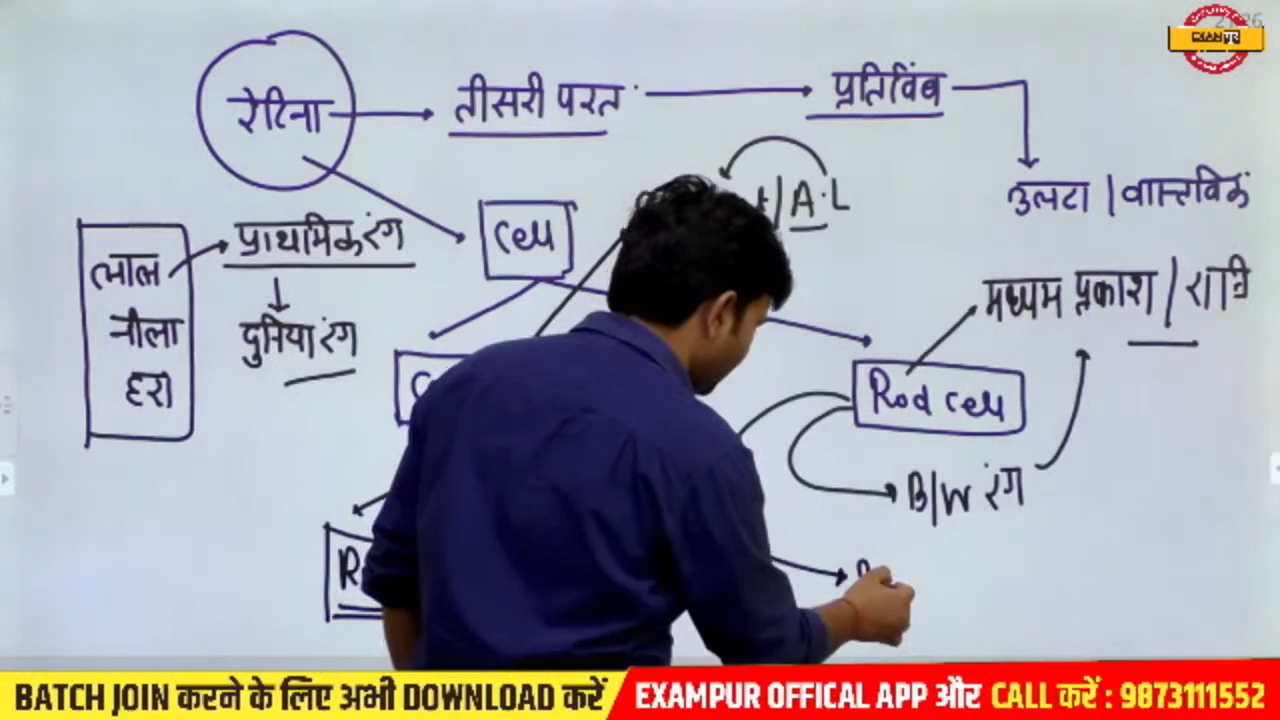 रेटिना
तीसरी परत
प्रतिविंब
उलटा / वास्तविक
A.L
Cell
लाल
नीला
हरा
प्राथमिक रंग
दुनिया रंग
मध्यम प्रकाश / रात्रि
Rod cell
B/W रंग
R
BATCH JOIN करने के लिए अभी DOWNLOAD करें
EXAMPUR OFFICAL APP और CALL करें : 9873111552